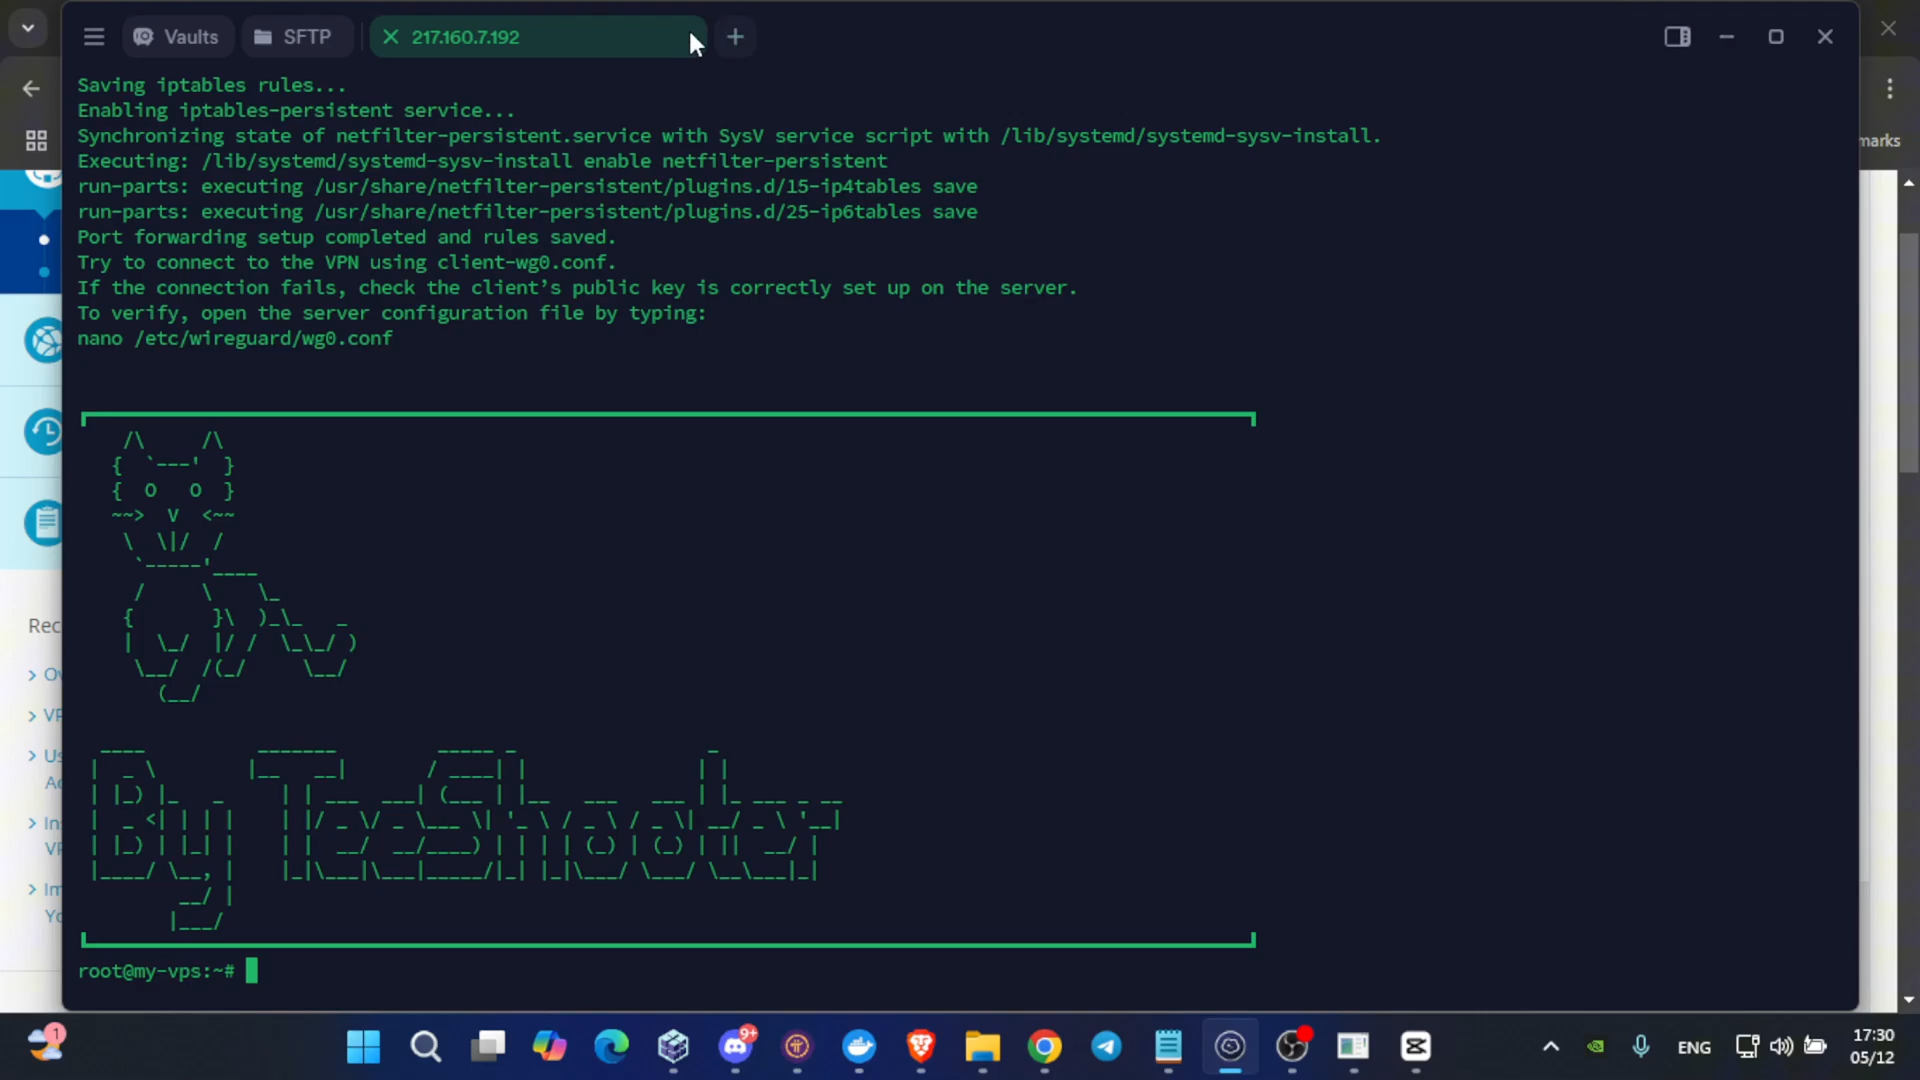 Vaults SFTP 217.160.7.192
Saving iptables rules...
Enabling iptables-persistent service...
Synchronizing state of netfilter-persistent.service with SysV service script with /lib/systemd/systemd-sysv-install.
Executing: /lib/systemd/systemd-sysv-install enable netfilter-persistent
run-parts: executing /usr/share/netfilter-persistent/plugins.d/15-ip4tables save
run-parts: executing /usr/share/netfilter-persistent/plugins.d/25-ip6tables save
Port forwarding setup completed and rules saved.
Try to connect to the VPN using client-wg0.conf.
If the connection fails, check the client’s public key is correctly set up on the server.
To verify, open the server configuration file by typing:
nano /etc/wireguard/wg0.conf
By TeeShooter
root@my-vps:~#
1
9+
ENG
17:30
05/12